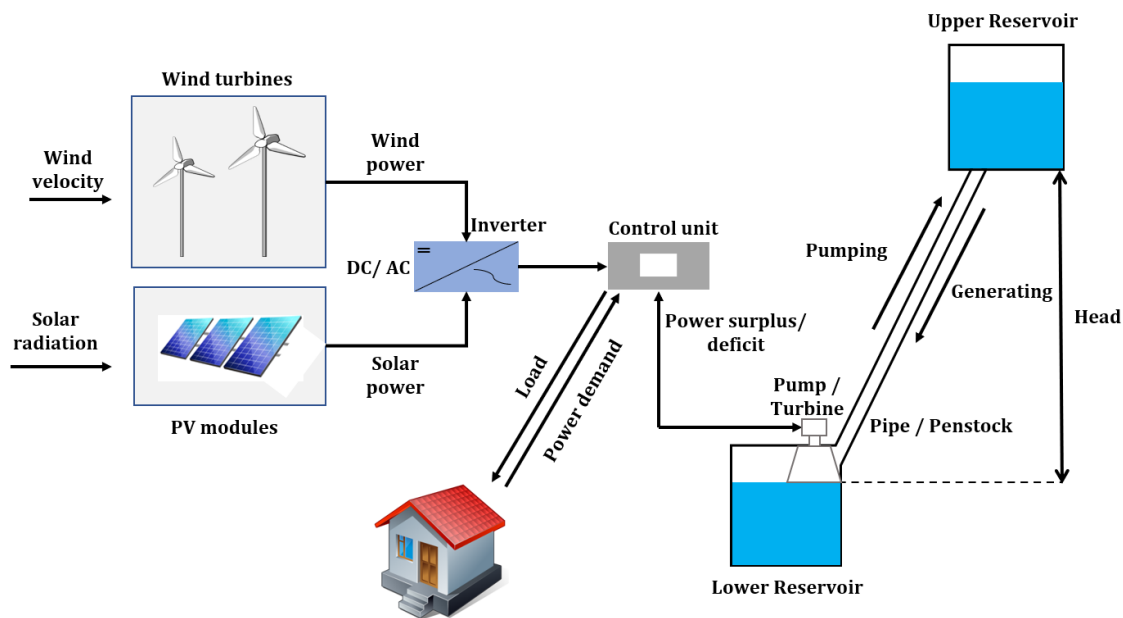 Upper Reservoir
Wind turbines
Wind
velocity
Wind
power
Inverter
DC/ AC
=
Control unit
Pumping
Generating
Head
Solar
radiation
Solar
power
PV modules
Load
Power demand
Power surplus/
deficit
Pump /
Turbine
Pipe / Penstock
Lower Reservoir